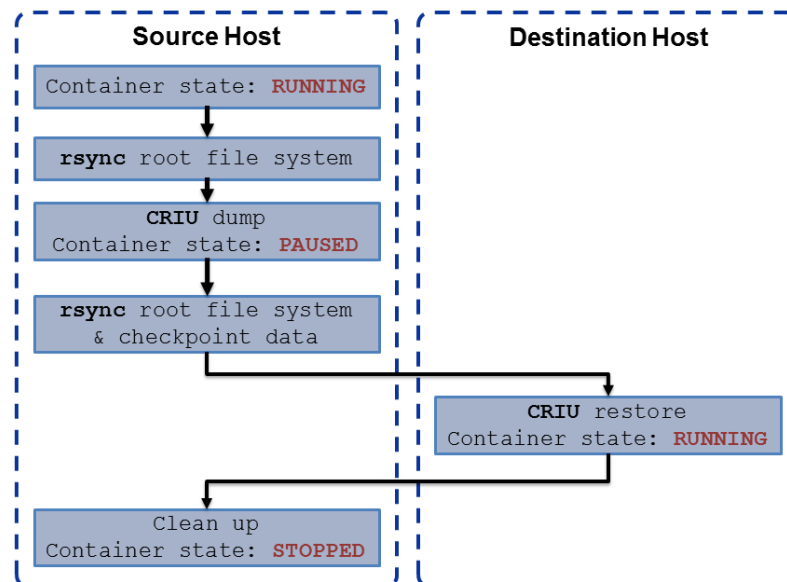 Source Host
Destination Host
Container state: RUNNING
rsync root file system
CRIU dump
Container state: PAUSED
rsync root file system
& checkpoint data
CRIU restore
Container state: RUNNING
Clean up
Container state: STOPPED